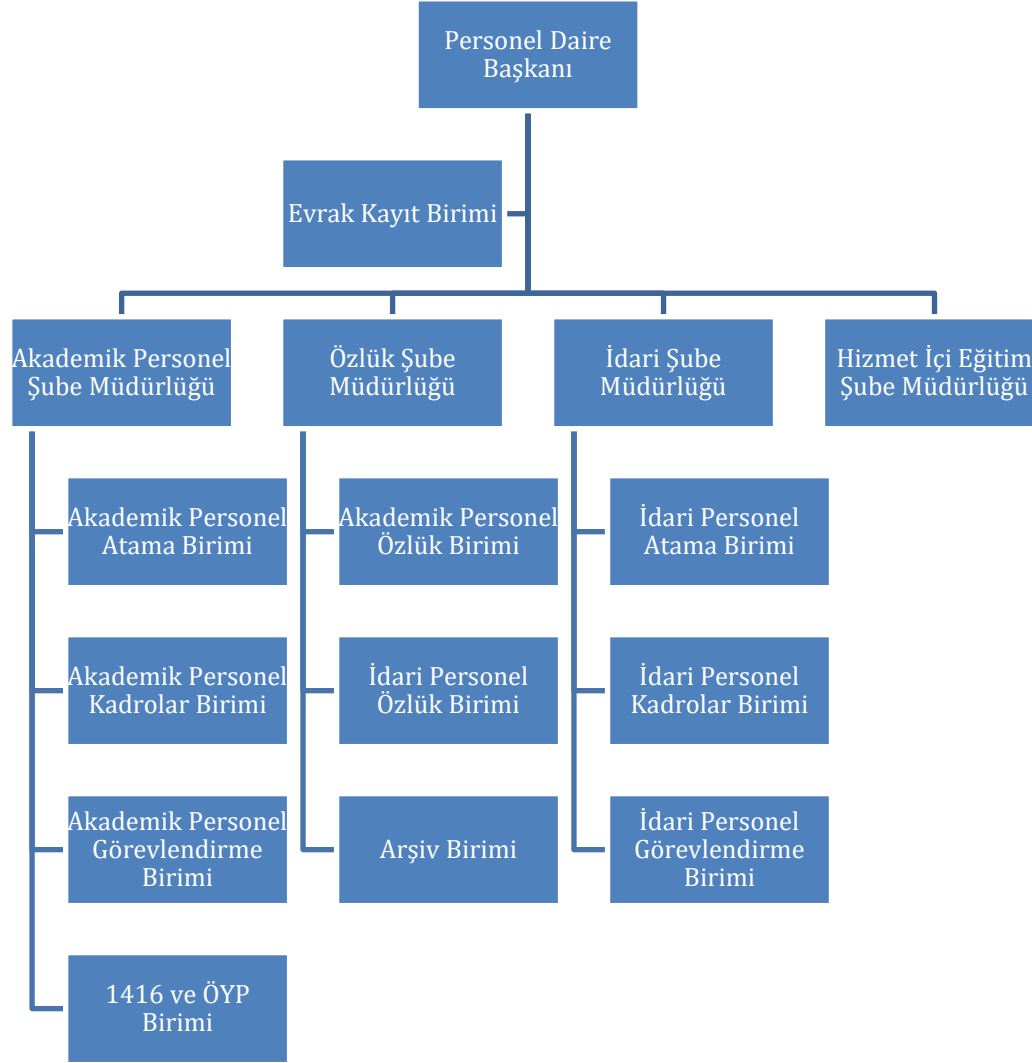 Personel Daire
Başkanı
Evrak Kayıt Birimi
Akademik Personel
Şube Müdürlüğü
Özlük Şube
Müdürlüğü
İdari Şube
Müdürlüğü
Hizmet İçi Eğitim
Şube Müdürlüğü
Akademik Personel
Atama Birimi
Akademik Personel
Özlük Birimi
İdari Personel
Atama Birimi
Akademik Personel
Kadrolar Birimi
İdari Personel
Özlük Birimi
İdari Personel
Kadrolar Birimi
Akademik Personel
Görevlendirme
Birimi
Arşiv Birimi
İdari Personel
Görevlendirme
Birimi
1416 ve ÖYP
Birimi